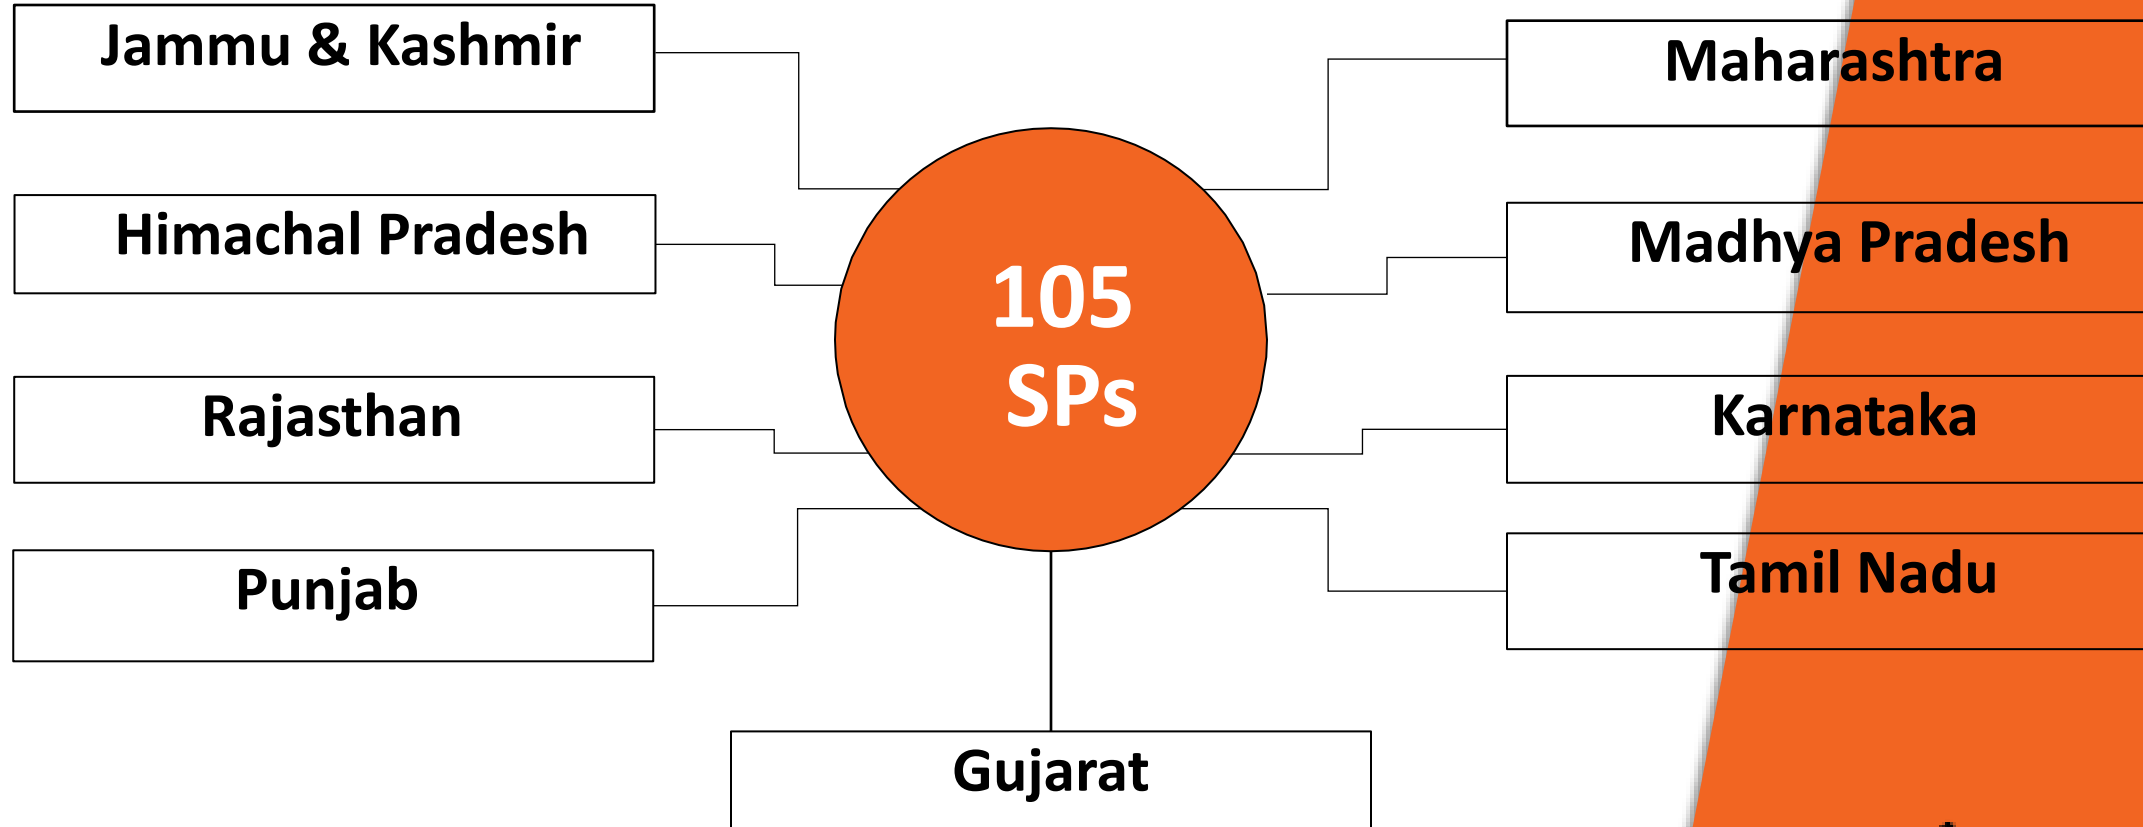 Jammu & Kashmir
Himachal Pradesh
Rajasthan
Punjab
105
SPs
Maharashtra
Madhya Pradesh
Karnataka
Tamil Nadu
Gujarat